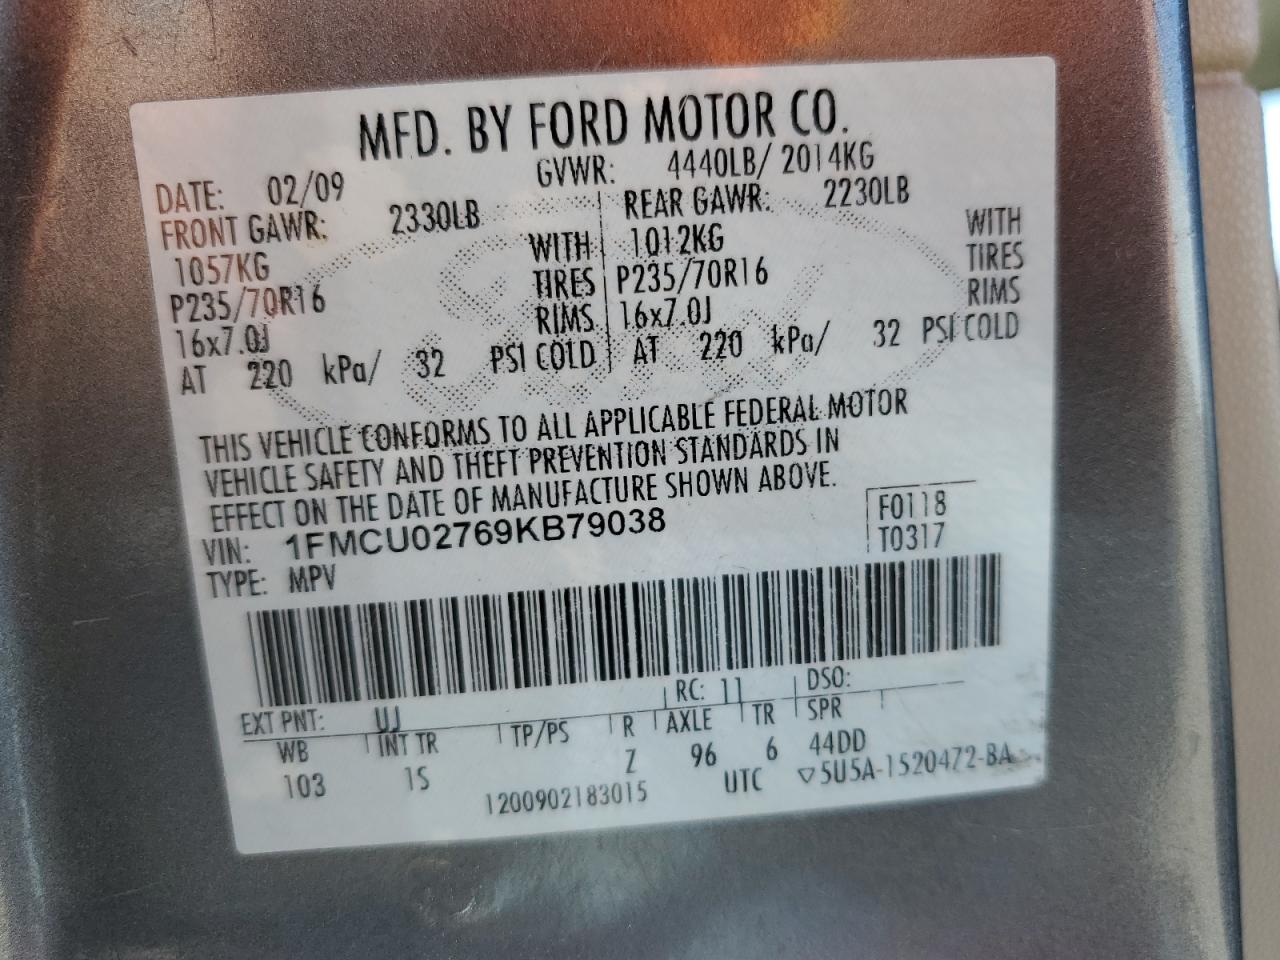 MFD. BY FORD MOTOR CO.
DATE: 02/09 GVWR: 4440LB/ 2014KG
FRONT GAWR: 2330LB REAR GAWR: 2230LB
1057KG WITH 1012KG WITH
P235/70R16 TIRES P235/70R16 TIRES
16x7.0J RIMS 16x7.0J RIMS
AT 220 kPa/ 32 PSI COLD AT 220 kPa/ 32 PSI COLD
THIS VEHICLE CONFORMS TO ALL APPLICABLE FEDERAL MOTOR
VEHICLE SAFETY AND THEFT PREVENTION STANDARDS IN
EFFECT ON THE DATE OF MANUFACTURE SHOWN ABOVE.
VIN: 1FMCU02769KB79038 F0118
TYPE: MPV T0317
EXT PNT: UJ RC: 11 DSO:
WB INT TR TP/PS R AXLE TR SPR
103 1S Z 96 6 44DD
1200902183015 UTC ▽5U5A-1520472-BA